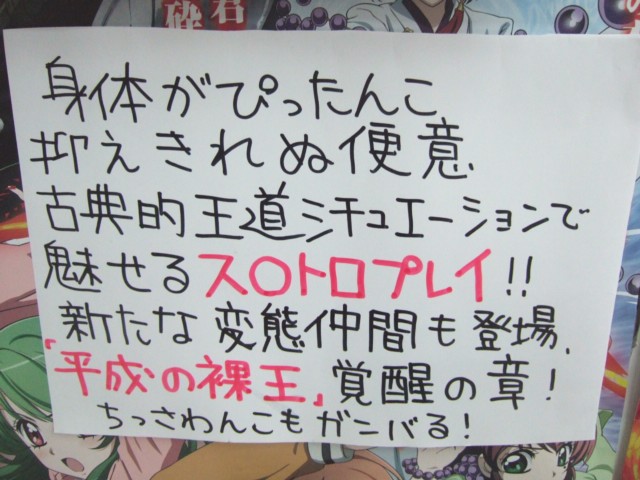 君
砕
身体がぴったんこ
抑えきれぬ便意
古典的王道シチュエーションで
魅せるス〇トロプレイ!!
新たな変態仲間も登場、
「平成の裸王」覚醒の章!
ちっさわんこもガンバる!